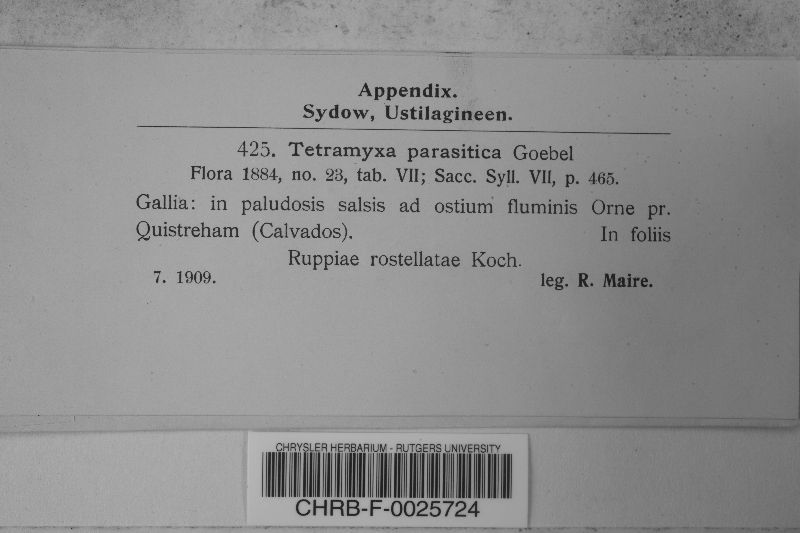 Appendix.
Sydow, Ustilagineen.
425. Tetramyxa parasitica Goebel
Flora 1884, no. 23, tab. VII; Sacc. Syll. VII, p. 465.
Gallia: in paludosis salsis ad ostium fluminis Orne pr.
Quistreham (Calvados). In foliis
Ruppiae rostellatae Koch.
7. 1909. leg. R. Maire.
CHRYSLER HERBARIUM - RUTGERS UNIVERSITY
CHRB-F-0025724